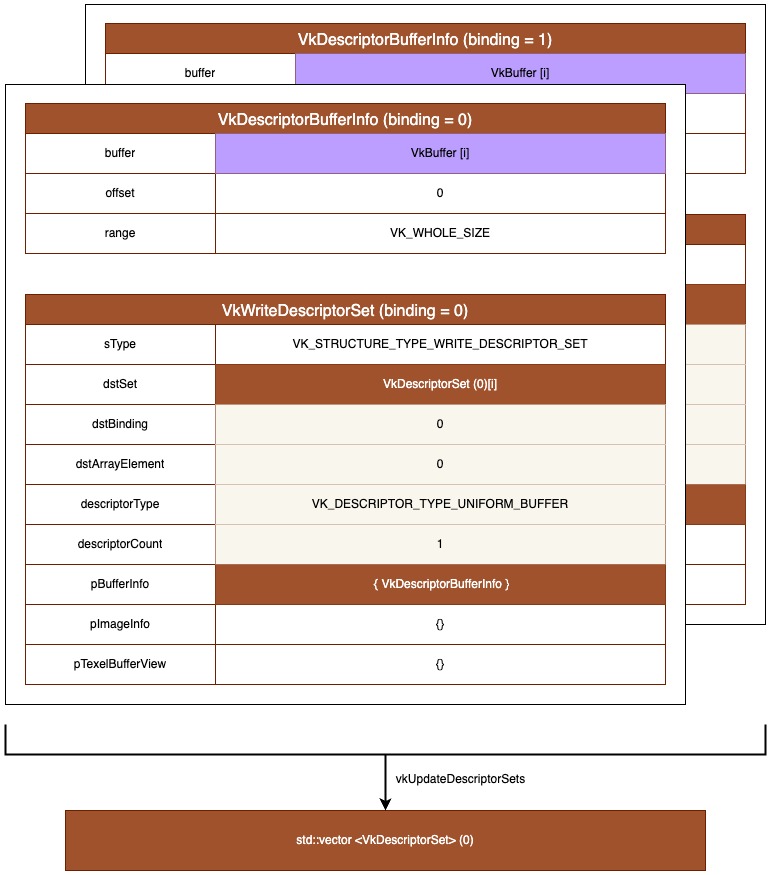 VkDescriptorBufferInfo (binding = 1)
buffer VkBuffer [i]
VkDescriptorBufferInfo (binding = 0)
buffer VkBuffer [i]
offset 0
range VK_WHOLE_SIZE
VkWriteDescriptorSet (binding = 0)
sType VK_STRUCTURE_TYPE_WRITE_DESCRIPTOR_SET
dstSet VkDescriptorSet (0)[i]
dstBinding 0
dstArrayElement 0
descriptorType VK_DESCRIPTOR_TYPE_UNIFORM_BUFFER
descriptorCount 1
pBufferInfo { VkDescriptorBufferInfo }
pImageInfo {}
pTexelBufferView {}
vkUpdateDescriptorSets
std::vector <VkDescriptorSet> (0)